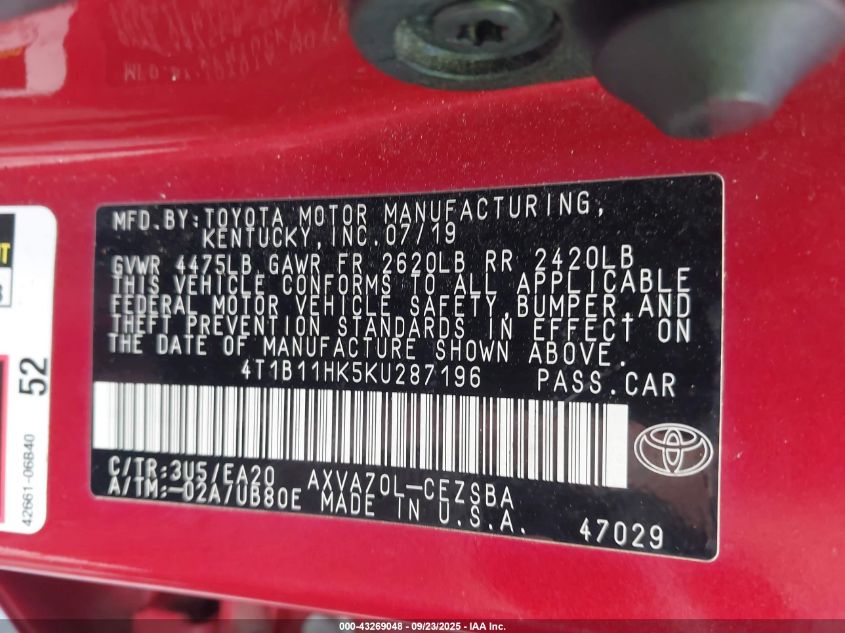 MFD.BY:TOYOTA MOTOR MANUFACTURING,
KENTUCKY,INC.07/19
GVWR 4475LB GAWR FR 2620LB RR 2420LB
THIS VEHICLE CONFORMS TO ALL APPLICABLE
FEDERAL MOTOR VEHICLE SAFETY,BUMPER,AND
THEFT PREVENTION STANDARDS IN EFFECT ON
THE DATE OF MANUFACTURE SHOWN ABOVE.
4T1B11HK5KU287196 PASS.CAR
C/TR:3U5/EA20 AXVA70L-CEZSBA
A/TM:-02A/UB80E MADE IN U.S.A.
47029
52
42661-06840
000-43269048 - 09/23/2025 - IAA Inc.